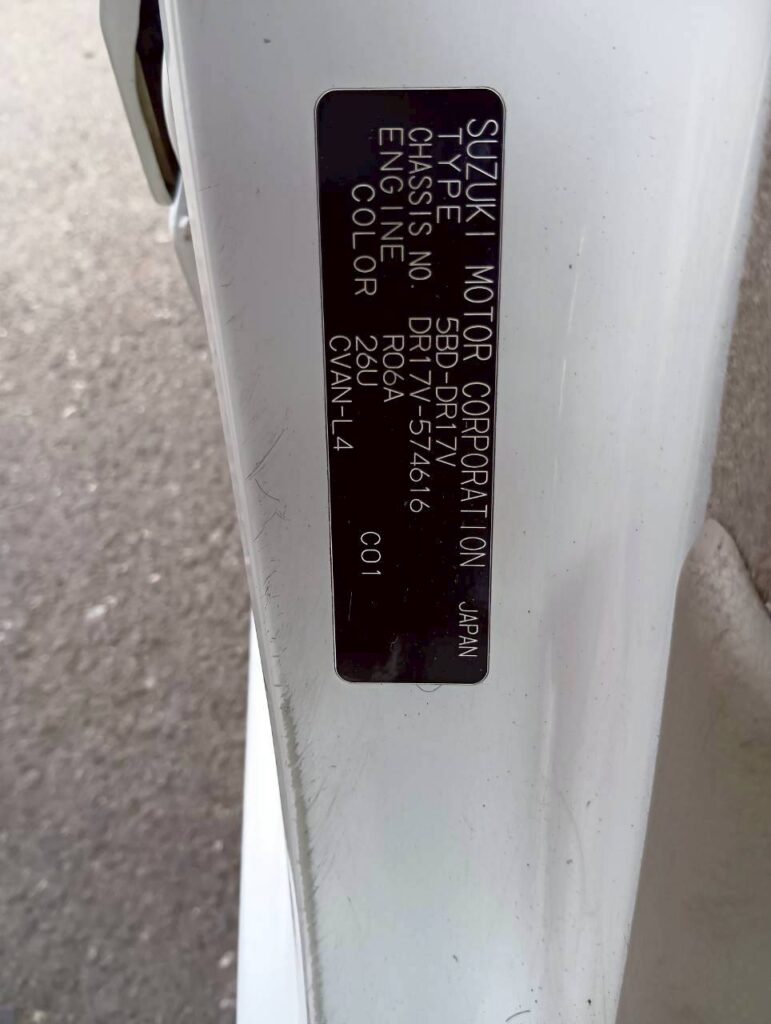 SUZUKI MOTOR CORPORATION JAPAN
TYPE 5BD-DR17V
CHASSIS NO. DR17V-574616
ENGINE R06A
COLOR 26U C01
CVAN-L4